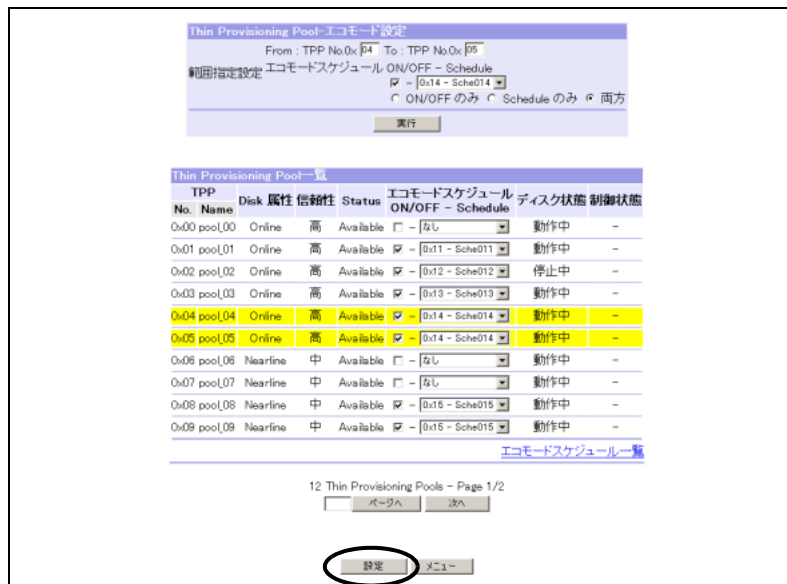 Thin Provisioning Pool-エコモード設定
From : TPP No.0x 04 To : TPP No.0x 05
範囲指定設定 エコモードスケジュール ON/OFF - Schedule
- 0x14 - Sche014
ON/OFF のみ Schedule のみ 両方
実行
Thin Provisioning Pool一覧
TPP Disk 属性 信頼性 Status エコモードスケジュール ON/OFF - Schedule ディスク状態 制御状態
No. Name
0x00 pool_00 Online 高 Available - なし 動作中 -
0x01 pool_01 Online 高 Available - 0x11 - Sche011 動作中 -
0x02 pool_02 Online 高 Available - 0x12 - Sche012 停止中 -
0x03 pool_03 Online 高 Available - 0x13 - Sche013 動作中 -
0x04 pool_04 Online 高 Available - 0x14 - Sche014 動作中 -
0x05 pool_05 Online 高 Available - 0x14 - Sche014 動作中 -
0x06 pool_06 Nearline 中 Available - なし 動作中 -
0x07 pool_07 Nearline 中 Available - なし 動作中 -
0x08 pool_08 Nearline 中 Available - 0x15 - Sche015 動作中 -
0x09 pool_09 Nearline 中 Available - 0x15 - Sche015 動作中 -
エコモードスケジュール一覧
12 Thin Provisioning Pools - Page 1/2
ページへ 次へ
設定 メニュー